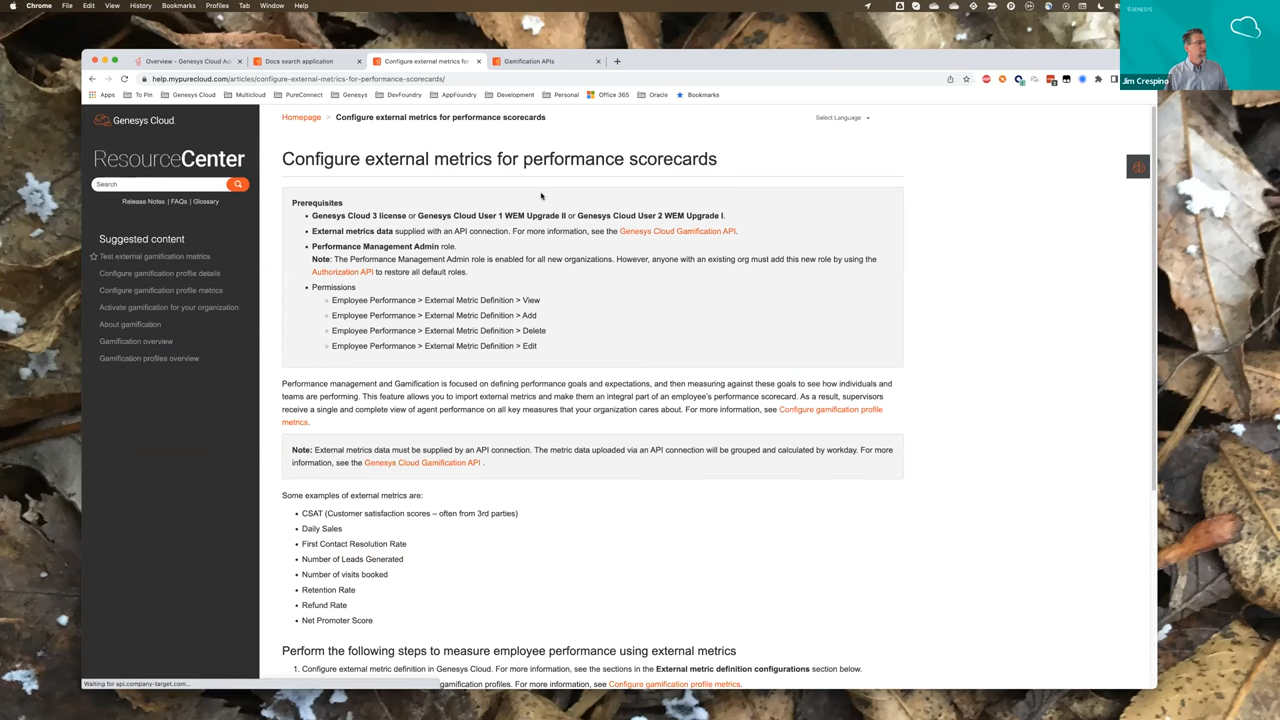 Chrome File Edit View History Bookmarks Profiles Tab Window Help
GENESYS
Jim Crespino
Overview - Genesys Cloud Ad
Docs search application
Configure external metrics for
Gamification APIs
help.mypurecloud.com/articles/configure-external-metrics-for-performance-scorecards/
Apps To Pin Genesys Cloud Multicloud PureConnect Genesys DevFoundry AppFoundry Development Personal Office 365 Oracle Bookmarks
Genesys Cloud
ResourceCenter
Search
Release Notes | FAQs | Glossary
Suggested content
Test external gamification metrics
Configure gamification profile details
Configure gamification profile metrics
Activate gamification for your organization
About gamification
Gamification overview
Gamification profiles overview
Homepage > Configure external metrics for performance scorecards
Select Language
Configure external metrics for performance scorecards
Prerequisites
• Genesys Cloud 3 license or Genesys Cloud User 1 WEM Upgrade II or Genesys Cloud User 2 WEM Upgrade I.
• External metrics data supplied with an API connection. For more information, see the Genesys Cloud Gamification API.
• Performance Management Admin role.
Note: The Performance Management Admin role is enabled for all new organizations. However, anyone with an existing org must add this new role by using the
Authorization API to restore all default roles.
• Permissions
○ Employee Performance > External Metric Definition > View
○ Employee Performance > External Metric Definition > Add
○ Employee Performance > External Metric Definition > Delete
○ Employee Performance > External Metric Definition > Edit
Performance management and Gamification is focused on defining performance goals and expectations, and then measuring against these goals to see how individuals and
teams are performing. This feature allows you to import external metrics and make them an integral part of an employee's performance scorecard. As a result, supervisors
receive a single and complete view of agent performance on all key measures that your organization cares about. For more information, see Configure gamification profile
metrics.
Note: External metrics data must be supplied by an API connection. The metric data uploaded via an API connection will be grouped and calculated by workday. For more
information, see the Genesys Cloud Gamification API .
Some examples of external metrics are:
• CSAT (Customer satisfaction scores – often from 3rd parties)
• Daily Sales
• First Contact Resolution Rate
• Number of Leads Generated
• Number of visits booked
• Retention Rate
• Refund Rate
• Net Promoter Score
Perform the following steps to measure employee performance using external metrics
1. Configure external metric definition in Genesys Cloud. For more information, see the sections in the External metric definition configurations section below.
gamification profiles. For more information, see Configure gamification profile metrics.
Waiting for api.company-target.com...